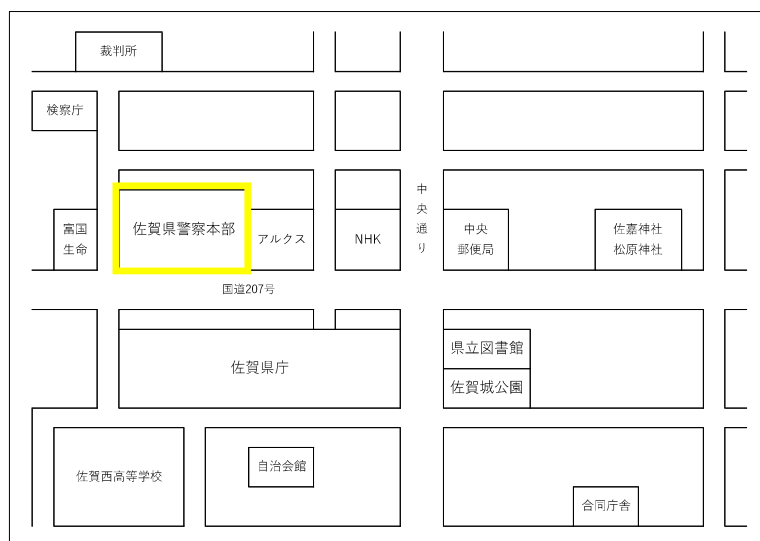 裁判所
検察庁
富国
生命
佐賀県警察本部
アルクス
NHK
中央通り
中央
郵便局
佐嘉神社
松原神社
国道207号
佐賀県庁
県立図書館
佐賀城公園
佐賀西高等学校
自治会館
合同庁舎